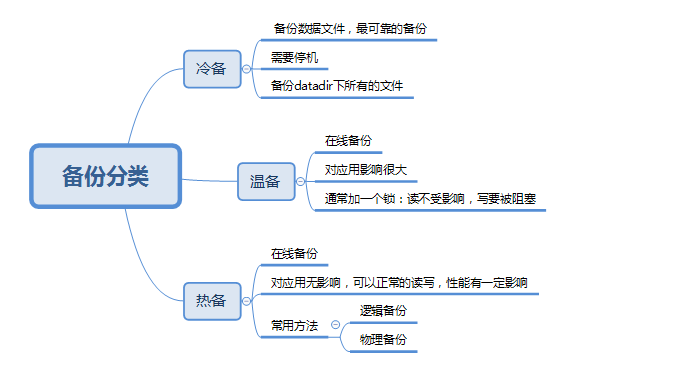 备份分类
冷备
备份数据文件，最可靠的备份
需要停机
备份datadir下所有的文件
温备
在线备份
对应用影响很大
通常加一个锁：读不受影响，写要被阻塞
热备
在线备份
对应用无影响，可以正常的读写，性能有一定影响
常用方法
逻辑备份
物理备份